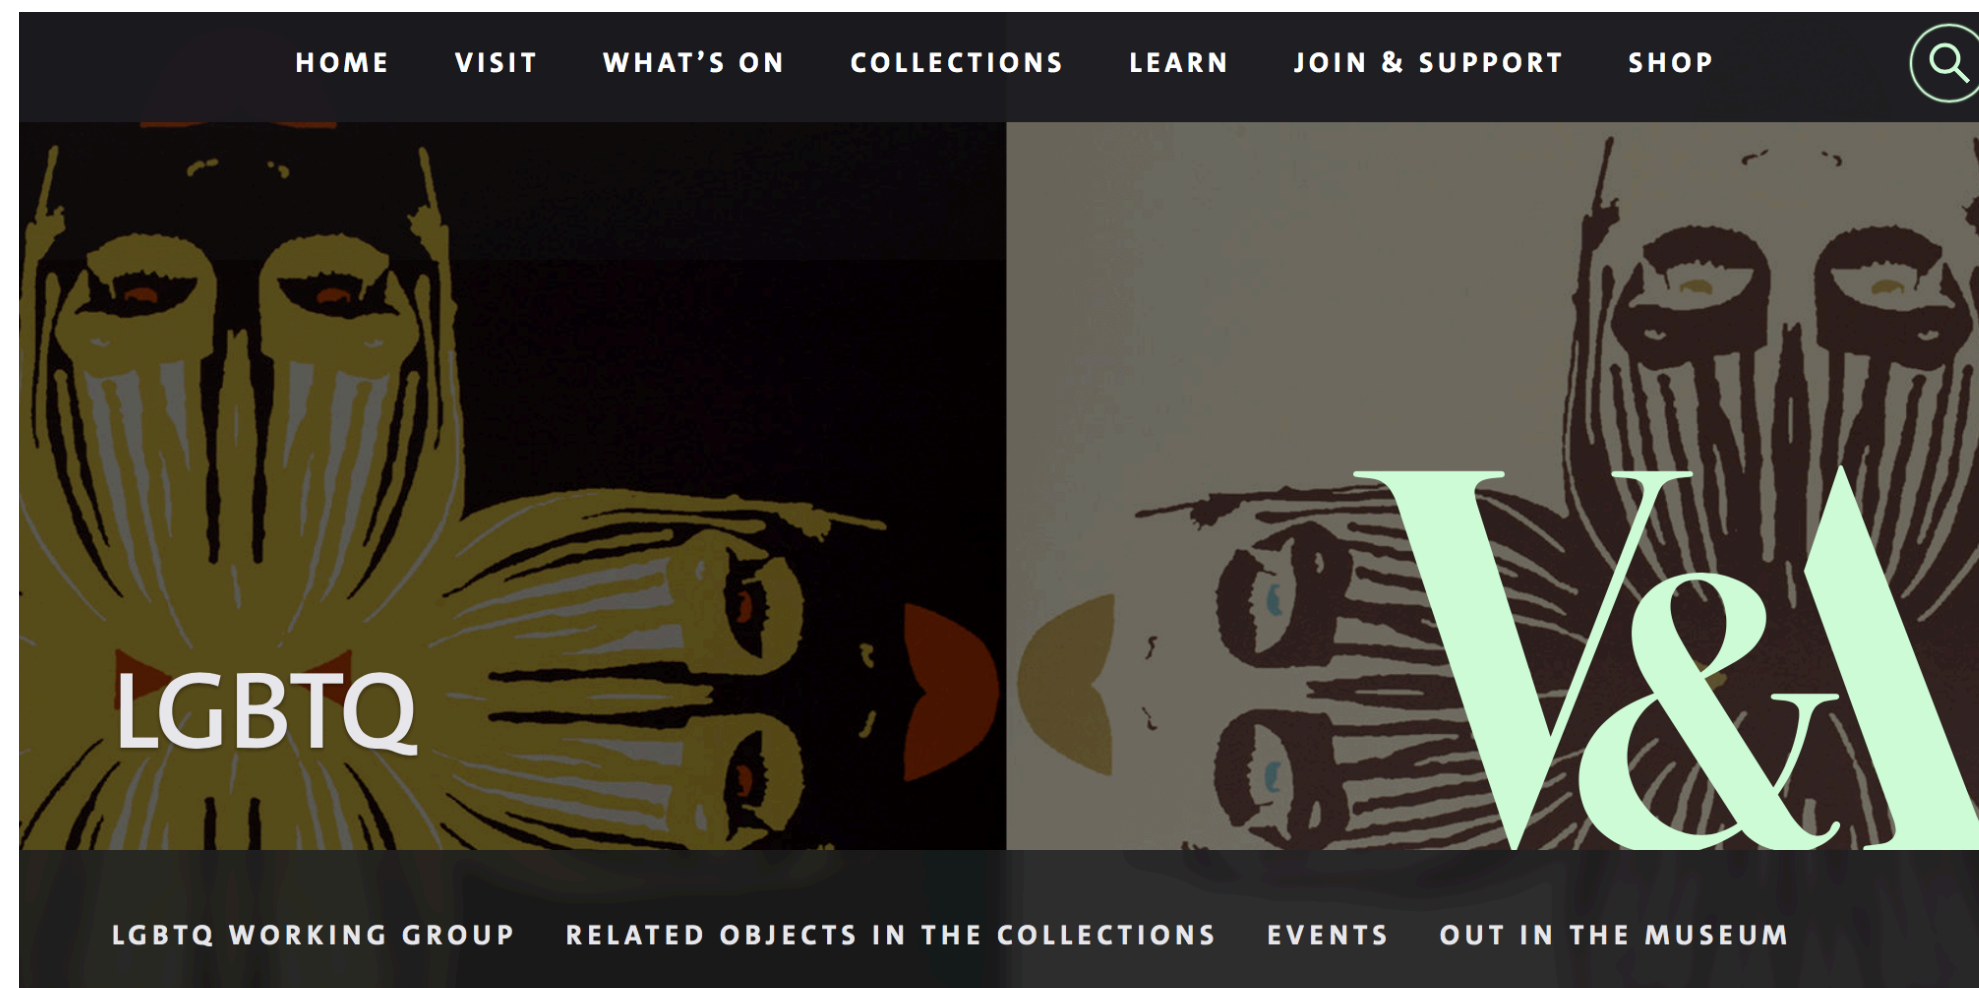 HOME VISIT WHAT’S ON COLLECTIONS LEARN JOIN & SUPPORT SHOP
LGBTQ
V&A
LGBTQ WORKING GROUP RELATED OBJECTS IN THE COLLECTIONS EVENTS OUT IN THE MUSEUM